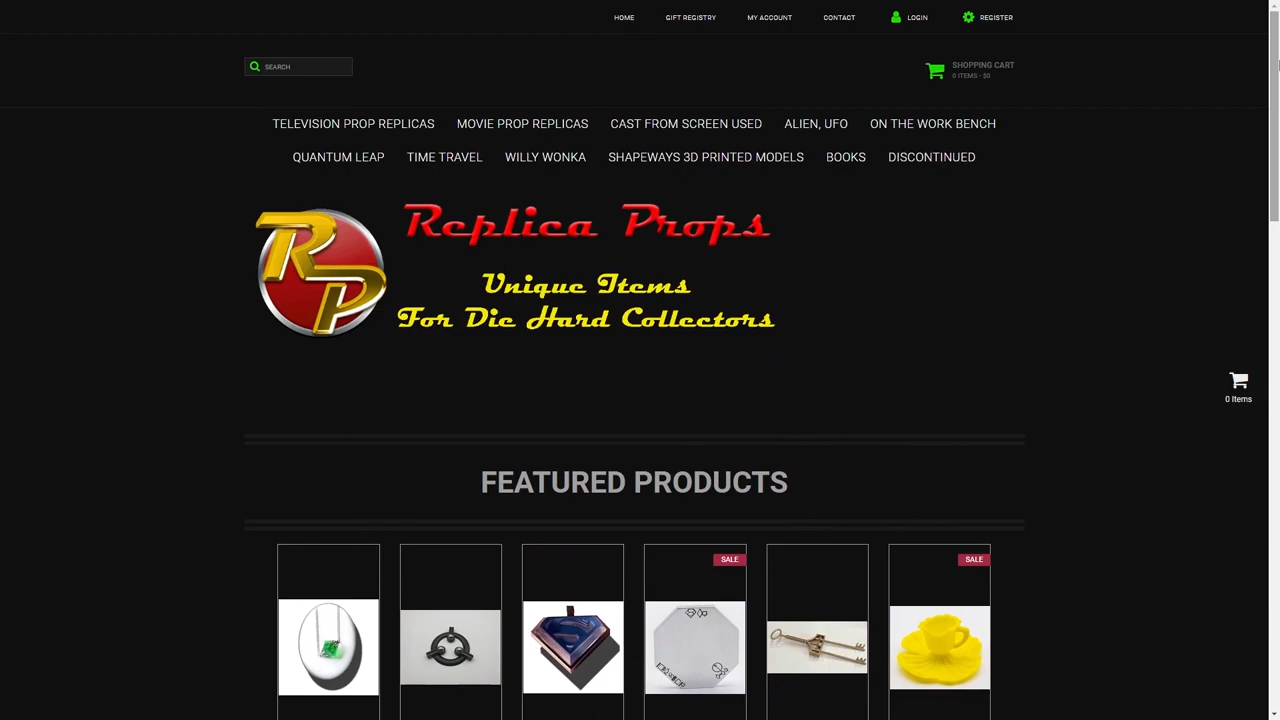 HOME GIFT REGISTRY MY ACCOUNT CONTACT LOGIN REGISTER
SEARCH
SHOPPING CART
0 ITEMS - $0
TELEVISION PROP REPLICAS MOVIE PROP REPLICAS CAST FROM SCREEN USED ALIEN, UFO ON THE WORK BENCH
QUANTUM LEAP TIME TRAVEL WILLY WONKA SHAPEWAYS 3D PRINTED MODELS BOOKS DISCONTINUED
RP
Replica Props
Unique Items
For Die Hard Collectors
0 Items
FEATURED PRODUCTS
SALE SALE